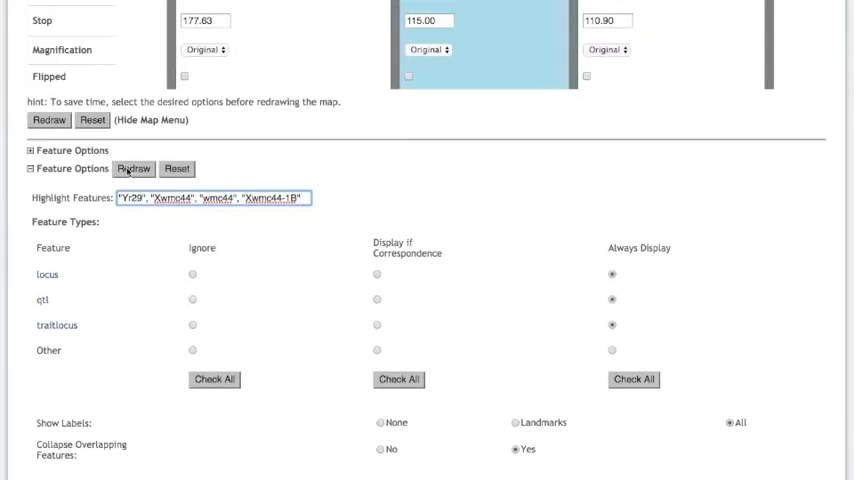 Stop 177.63 115.00 110.90
Magnification Original Original Original
Flipped
hint: To save time, select the desired options before redrawing the map.
Redraw Reset (Hide Map Menu)
Feature Options
Feature Options Redraw Reset
Highlight Features: "Yr29", "Xwmc44", "wmc44", "Xwmc44-1B"
Feature Types:
Feature Ignore Display if Correspondence Always Display
locus
qtl
traitlocus
Other
Check All Check All Check All
Show Labels: None Landmarks All
Collapse Overlapping Features: No Yes